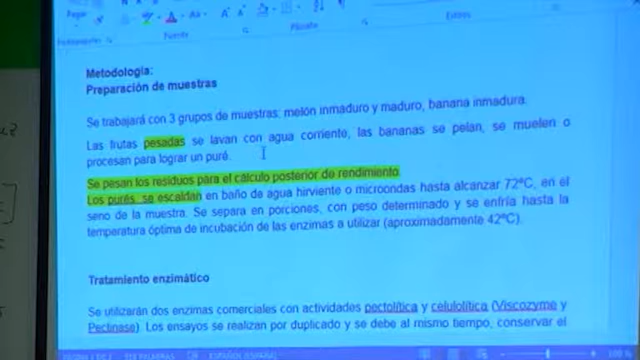 Pegar
Fuente
Párrafo
Estilos
Metodología:
Preparación de muestras
Se trabajará con 3 grupos de muestras: melón inmaduro y maduro, banana inmadura.
Las frutas pesadas se lavan con agua corriente, las bananas se pelan, se muelen o
procesan para lograr un puré.
Se pesan los residuos para el cálculo posterior de rendimiento.
Los purés, se escaldan en baño de agua hirviente o microondas hasta alcanzar 72ºC, en el
seno de la muestra. Se separa en porciones, con peso determinado y se enfría hasta la
temperatura óptima de incubación de las enzimas a utilizar (aproximadamente 42ºC).
Tratamiento enzimático
Se utilizarán dos enzimas comerciales con actividades pectolítica y celulolítica (Viscozyme y
Pectinase). Los ensayos se realizan por duplicado y se debe al mismo tiempo, conservar el